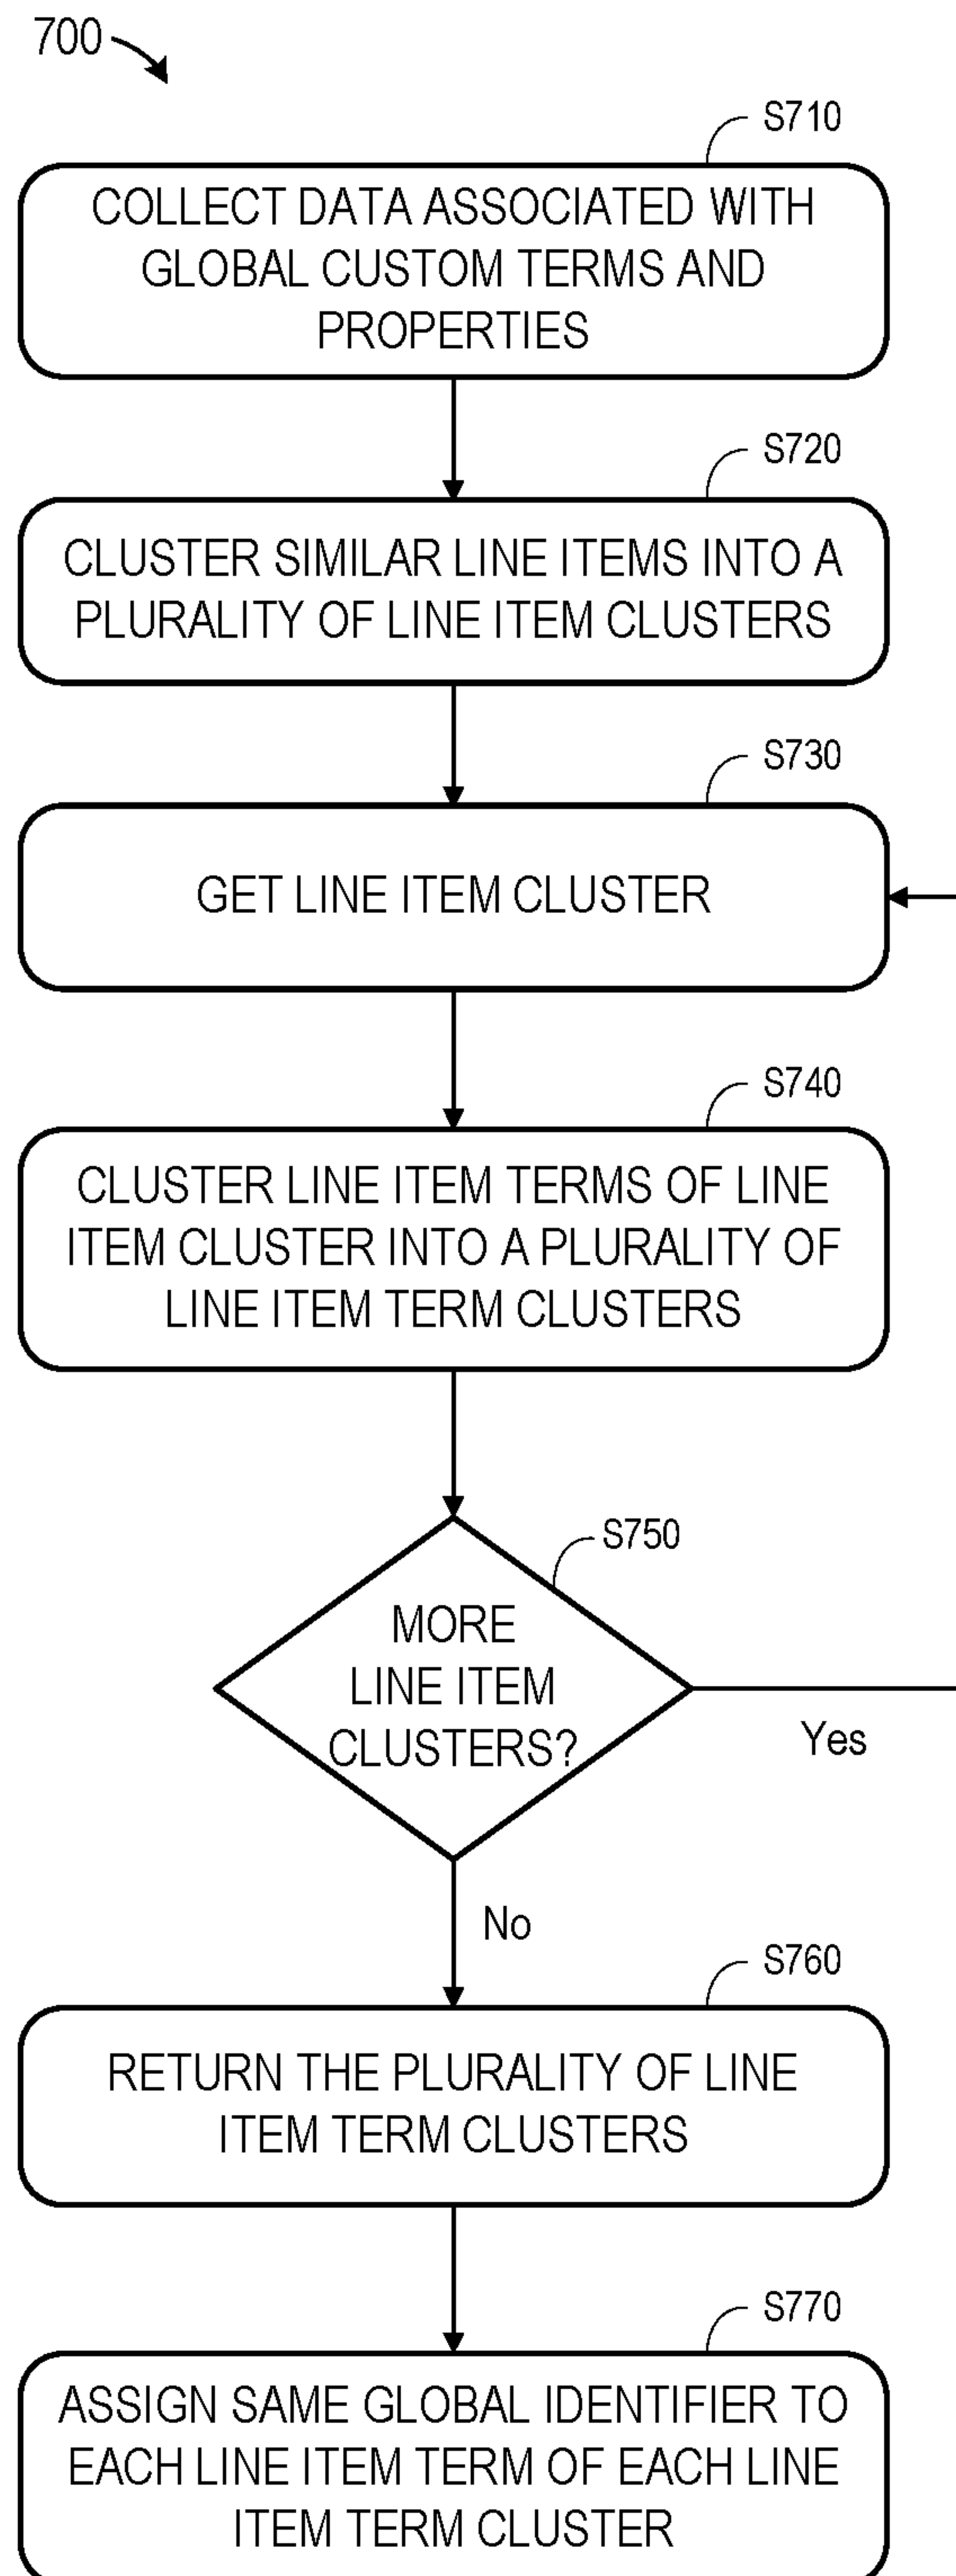 700
S710
COLLECT DATA ASSOCIATED WITH
GLOBAL CUSTOM TERMS AND
PROPERTIES
S720
CLUSTER SIMILAR LINE ITEMS INTO A
PLURALITY OF LINE ITEM CLUSTERS
S730
GET LINE ITEM CLUSTER
S740
CLUSTER LINE ITEM TERMS OF LINE
ITEM CLUSTER INTO A PLURALITY OF
LINE ITEM TERM CLUSTERS
S750
MORE
LINE ITEM
CLUSTERS?
Yes
No
S760
RETURN THE PLURALITY OF LINE
ITEM TERM CLUSTERS
S770
ASSIGN SAME GLOBAL IDENTIFIER TO
EACH LINE ITEM TERM OF EACH LINE
ITEM TERM CLUSTER